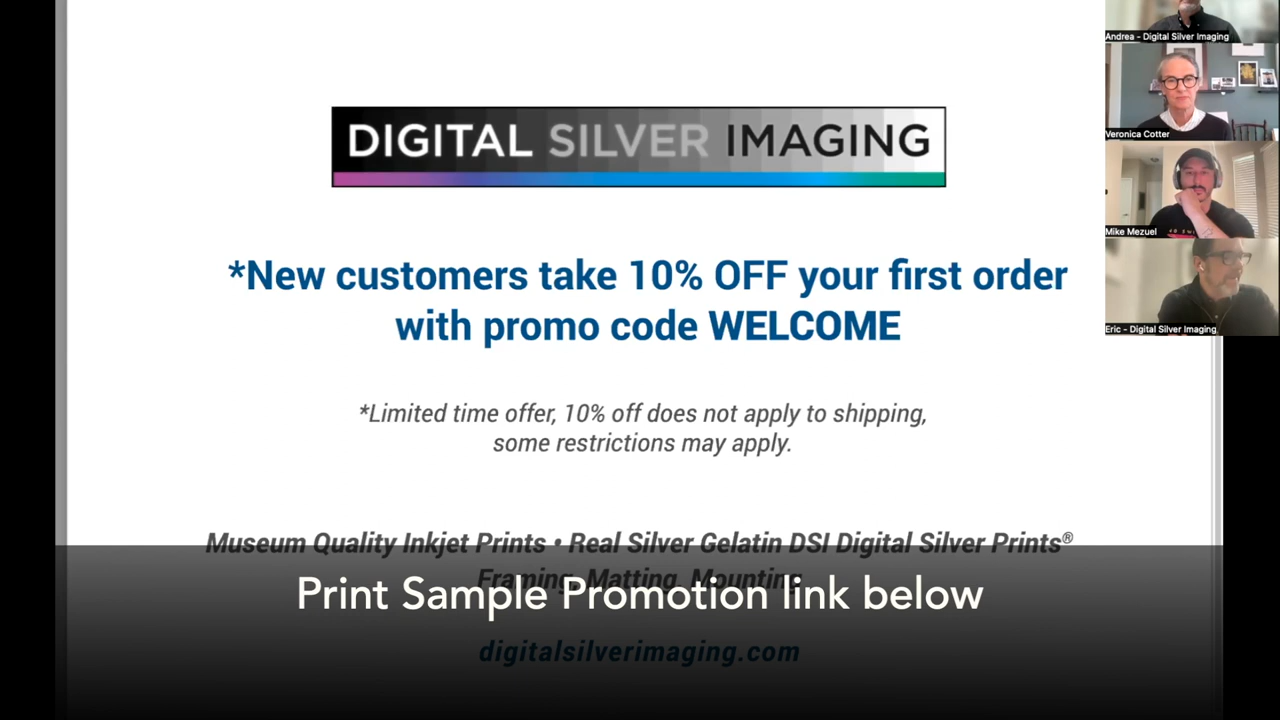 DIGITAL SILVER IMAGING
*New customers take 10% OFF your first order
with promo code WELCOME
*Limited time offer, 10% off does not apply to shipping,
some restrictions may apply.
Museum Quality Inkjet Prints • Real Silver Gelatin DSI Digital Silver Prints®
Framing, Matting, Mounting
Print Sample Promotion link below
digitalsilverimaging.com
Andrea - Digital Silver Imaging
Veronica Cotter
Mike Mezuel
Eric - Digital Silver Imaging